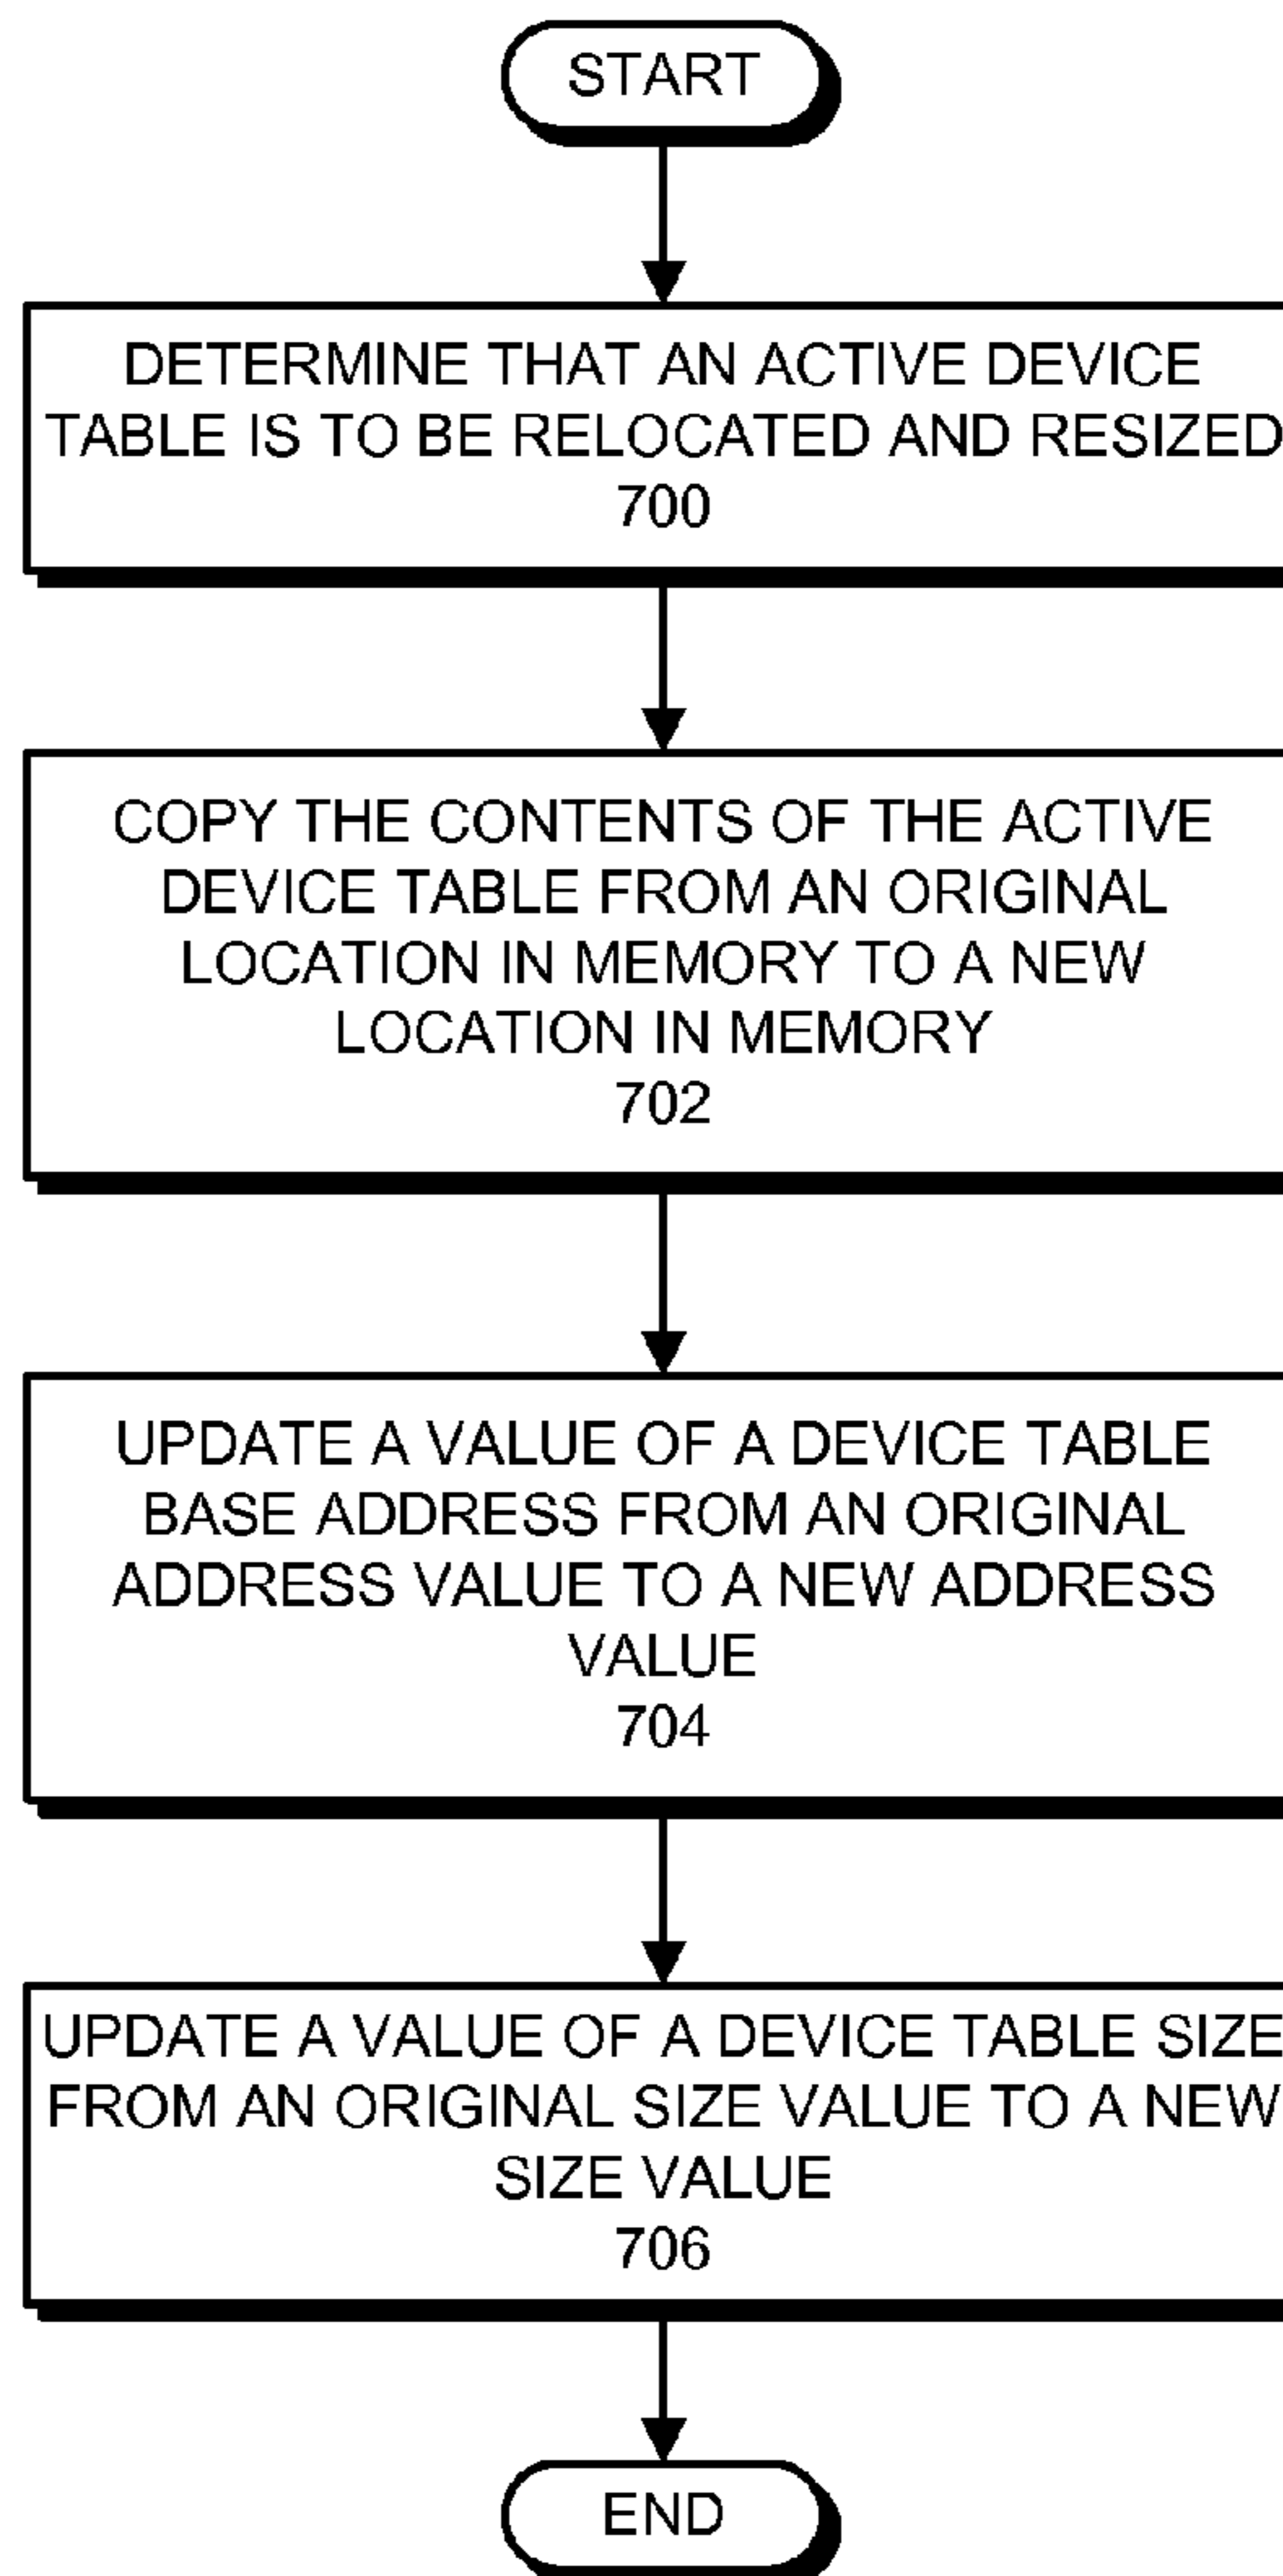 START
DETERMINE THAT AN ACTIVE DEVICE
TABLE IS TO BE RELOCATED AND RESIZED
700
COPY THE CONTENTS OF THE ACTIVE
DEVICE TABLE FROM AN ORIGINAL
LOCATION IN MEMORY TO A NEW
LOCATION IN MEMORY
702
UPDATE A VALUE OF A DEVICE TABLE
BASE ADDRESS FROM AN ORIGINAL
ADDRESS VALUE TO A NEW ADDRESS
VALUE
704
UPDATE A VALUE OF A DEVICE TABLE SIZE
FROM AN ORIGINAL SIZE VALUE TO A NEW
SIZE VALUE
706
END